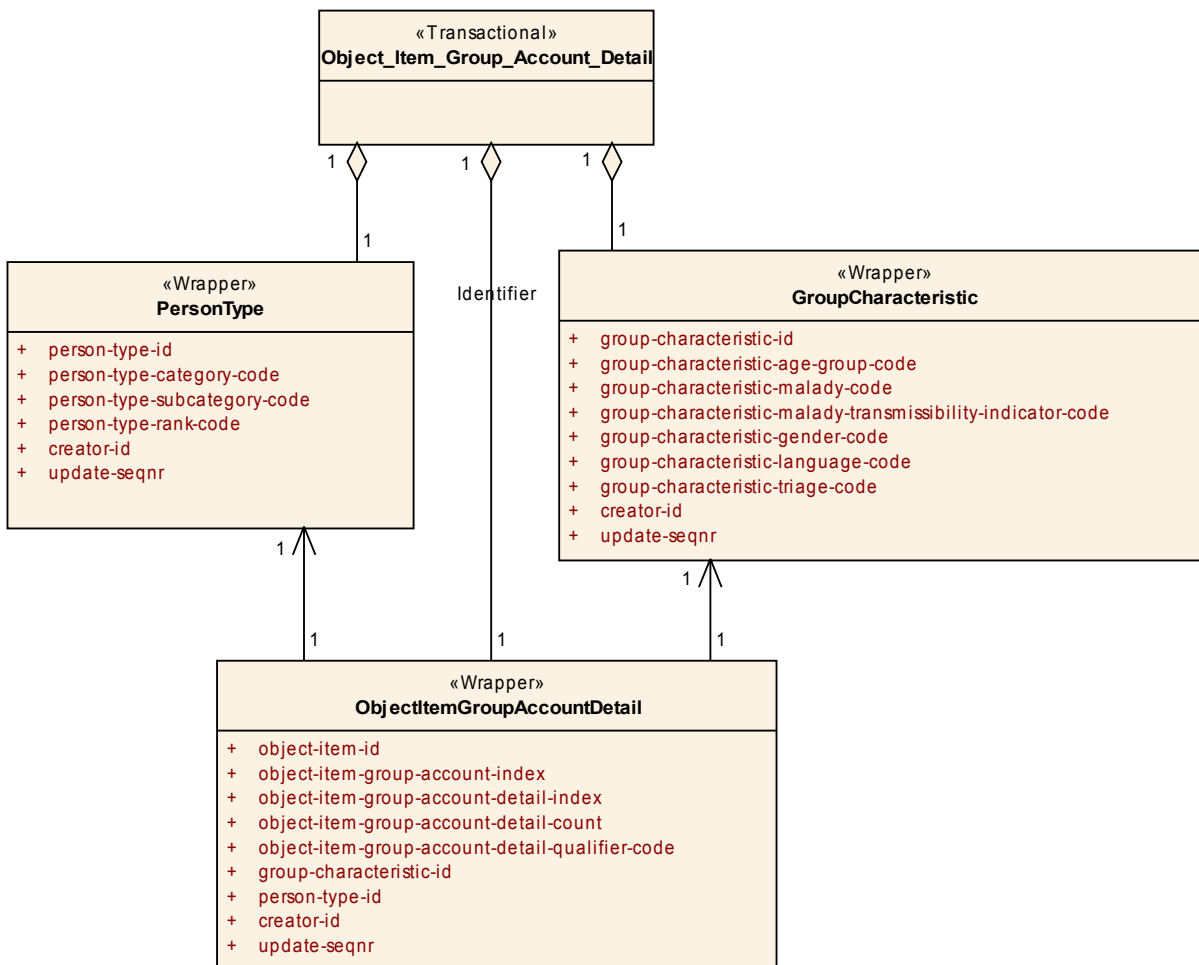 «Transactional»
Object_Item_Group_Account_Detail
1
1
1
1
1
«Wrapper»
PersonType
+ person-type-id
+ person-type-category-code
+ person-type-subcategory-code
+ person-type-rank-code
+ creator-id
+ update-seqnr
Identifier
«Wrapper»
GroupCharacteristic
+ group-characteristic-id
+ group-characteristic-age-group-code
+ group-characteristic-malady-code
+ group-characteristic-malady-transmissibility-indicator-code
+ group-characteristic-gender-code
+ group-characteristic-language-code
+ group-characteristic-triage-code
+ creator-id
+ update-seqnr
1
1
1
1
1
«Wrapper»
ObjectItemGroupAccountDetail
+ object-item-id
+ object-item-group-account-index
+ object-item-group-account-detail-index
+ object-item-group-account-detail-count
+ object-item-group-account-detail-qualifier-code
+ group-characteristic-id
+ person-type-id
+ creator-id
+ update-seqnr